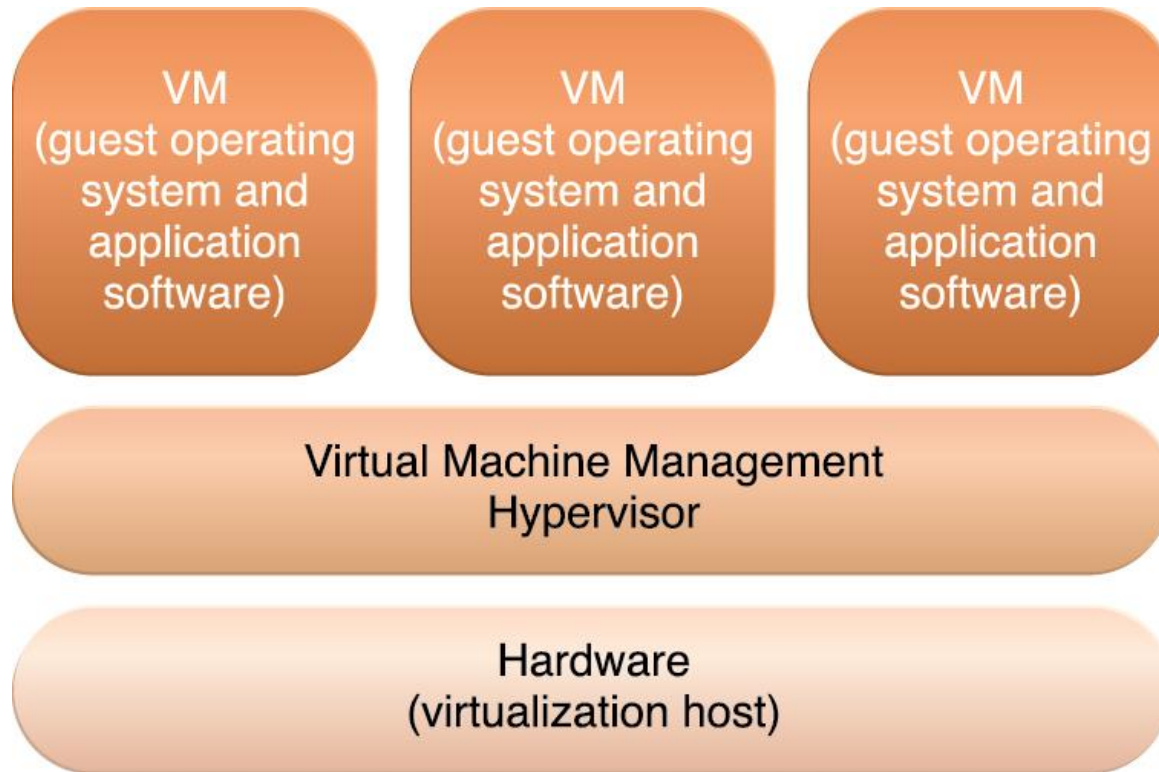 VM
(guest operating
system and
application
software)
VM
(guest operating
system and
application
software)
VM
(guest operating
system and
application
software)
Virtual Machine Management
Hypervisor
Hardware
(virtualization host)